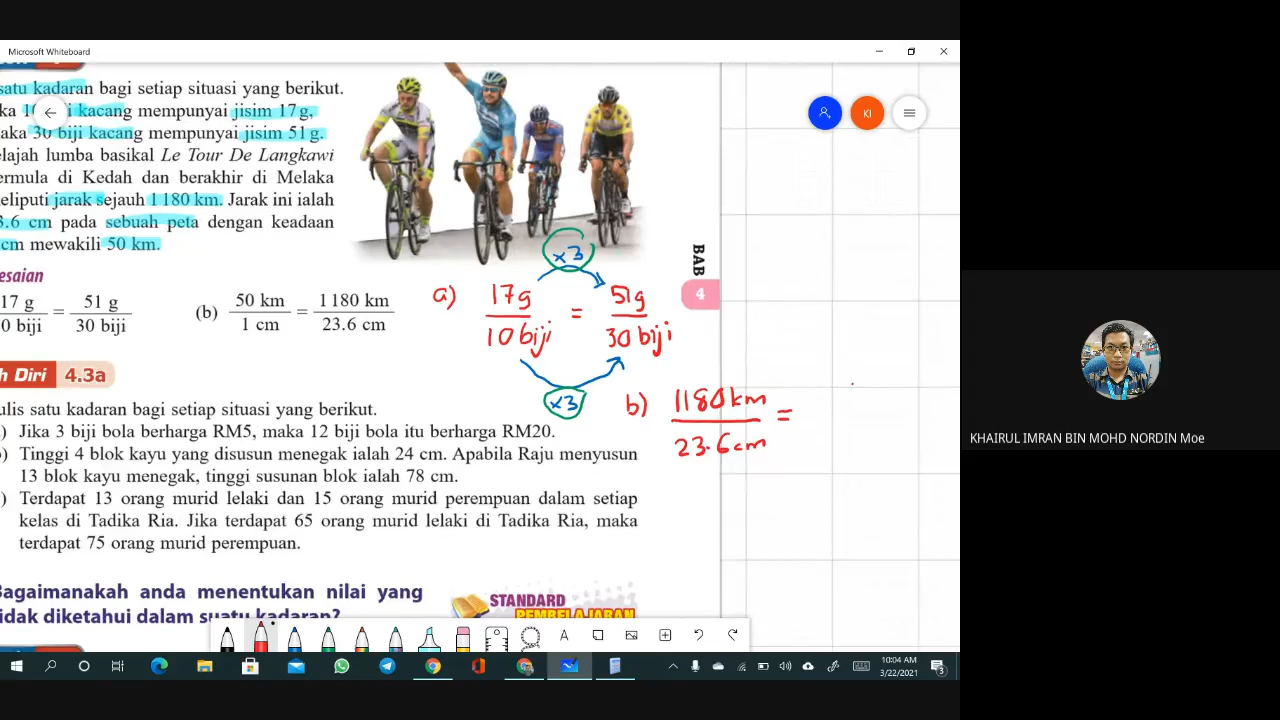 Microsoft Whiteboard
satu kadaran bagi setiap situasi yang berikut.
kacang mempunyai jisim 17 g,
aka 30 biji kacang mempunyai jisim 51 g.
elajah lumba basikal Le Tour De Langkawi
ermula di Kedah dan berakhir di Melaka
eliputi jarak sejauh 1 180 km. Jarak ini ialah
3.6 cm pada sebuah peta dengan keadaan
cm mewakili 50 km.
esaian
17 g / 0 biji = 51 g / 30 biji
(b) 50 km / 1 cm = 1 180 km / 23.6 cm
a) 17g / 10 biji = 51g / 30 biji
×3
×3
b) 1180km / 23.6cm =
BAB
4
h Diri 4.3a
ulis satu kadaran bagi setiap situasi yang berikut.
) Jika 3 biji bola berharga RM5, maka 12 biji bola itu berharga RM20.
) Tinggi 4 blok kayu yang disusun menegak ialah 24 cm. Apabila Raju menyusun
13 blok kayu menegak, tinggi susunan blok ialah 78 cm.
) Terdapat 13 orang murid lelaki dan 15 orang murid perempuan dalam setiap
kelas di Tadika Ria. Jika terdapat 65 orang murid lelaki di Tadika Ria, maka
terdapat 75 orang murid perempuan.
Bagaimanakah anda menentukan nilai yang
idak diketahui dalam suatu kadaran?
STANDARD
PEMBELAJARAN
KI
KHAIRUL IMRAN BIN MOHD NORDIN Moe
10:04 AM
3/22/2021
3